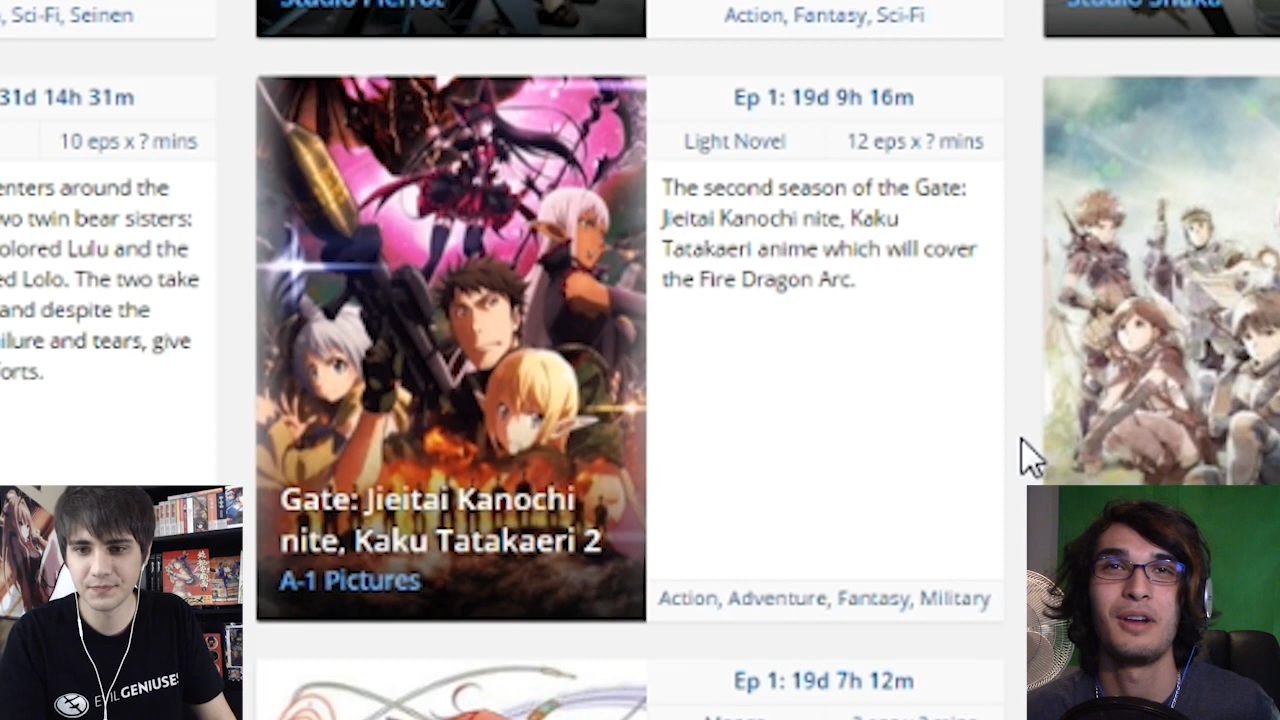 , Sci-Fi, Seinen
Studio Pierrot
Action, Fantasy, Sci-Fi
Studio Shuka
31d 14h 31m
10 eps x ? mins
enters around the
wo twin bear sisters:
olored Lulu and the
ed Lolo. The two take
and despite the
ilure and tears, give
orts.
Gate: Jieitai Kanochi
nite, Kaku Tatakaeri 2
A-1 Pictures
Ep 1: 19d 9h 16m
Light Novel
12 eps x ? mins
The second season of the Gate:
Jieitai Kanochi nite, Kaku
Tatakaeri anime which will cover
the Fire Dragon Arc.
Action, Adventure, Fantasy, Military
Ep 1: 19d 7h 12m
EVIL GENIUSES